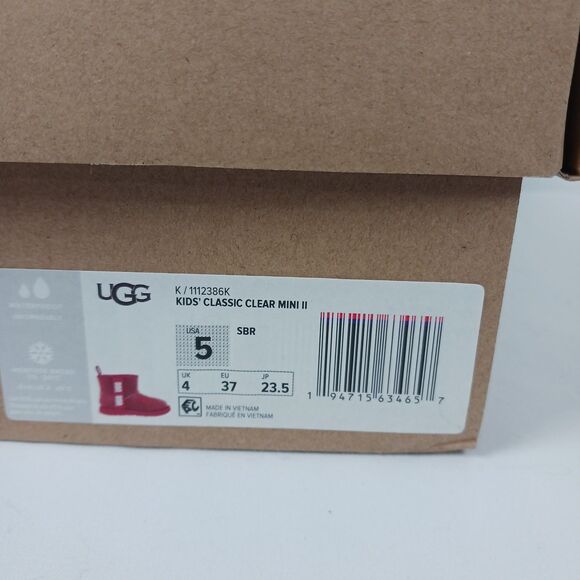 UGG
K / 1112386K
KIDS' CLASSIC CLEAR MINI II
USA
5
SBR
UK EU JP
4 37 23.5
MADE IN VIETNAM
FABRIQUÉ EN VIETNAM
1 94715 63465 7
WATERPROOF